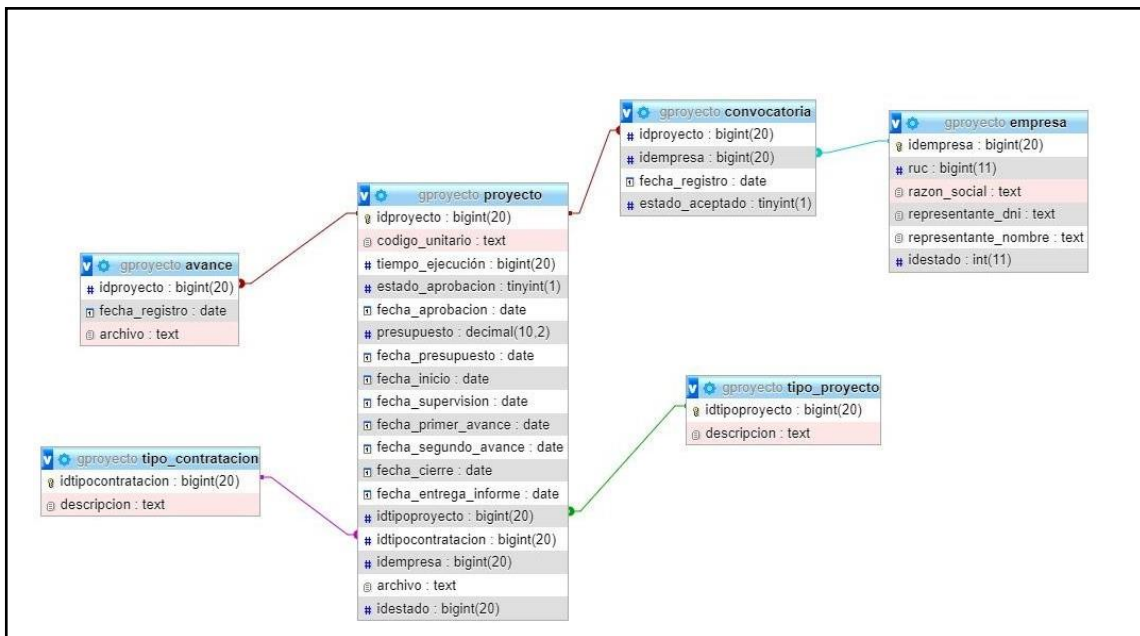 gproyecto convocatoria
idproyecto : bigint(20)
idempresa : bigint(20)
fecha_registro : date
estado_aceptado : tinyint(1)
gproyecto empresa
idempresa : bigint(20)
ruc : bigint(11)
razon_social : text
representante_dni : text
representante_nombre : text
idestado : int(11)
gproyecto proyecto
idproyecto : bigint(20)
codigo_unitario : text
tiempo_ejecución : bigint(20)
estado_aprobacion : tinyint(1)
fecha_aprobacion : date
presupuesto : decimal(10,2)
fecha_presupuesto : date
fecha_inicio : date
fecha_supervision : date
fecha_primer_avance : date
fecha_segundo_avance : date
fecha_cierre : date
fecha_entrega_informe : date
idtipoproyecto : bigint(20)
idtipocontratacion : bigint(20)
idempresa : bigint(20)
archivo : text
idestado : bigint(20)
gproyecto avance
idproyecto : bigint(20)
fecha_registro : date
archivo : text
gproyecto tipo_proyecto
idtipoproyecto : bigint(20)
descripcion : text
gproyecto tipo_contratacion
idtipocontratacion : bigint(20)
descripcion : text